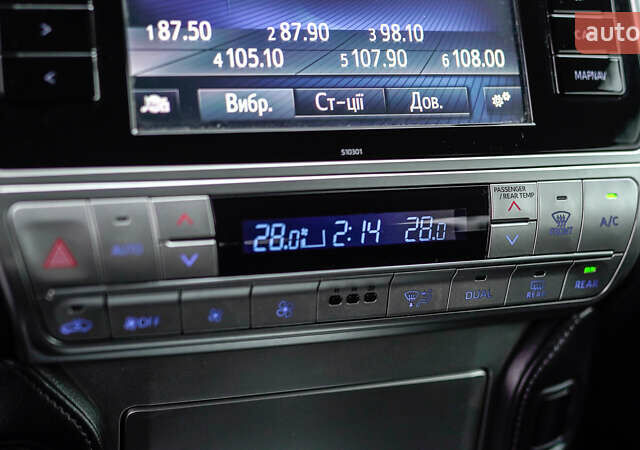 1 87.50 2 87.90 3 98.10
4 105.10 5 107.90 6 108.00
Вибр. Ст-ції Дов.
CA
MAPNAV
auto
510301
PASSENGER
/ REAR TEMP
28.0 2:14 28.0
AUTO
FRONT
A/C
OFF
DUAL
REAR
REAR